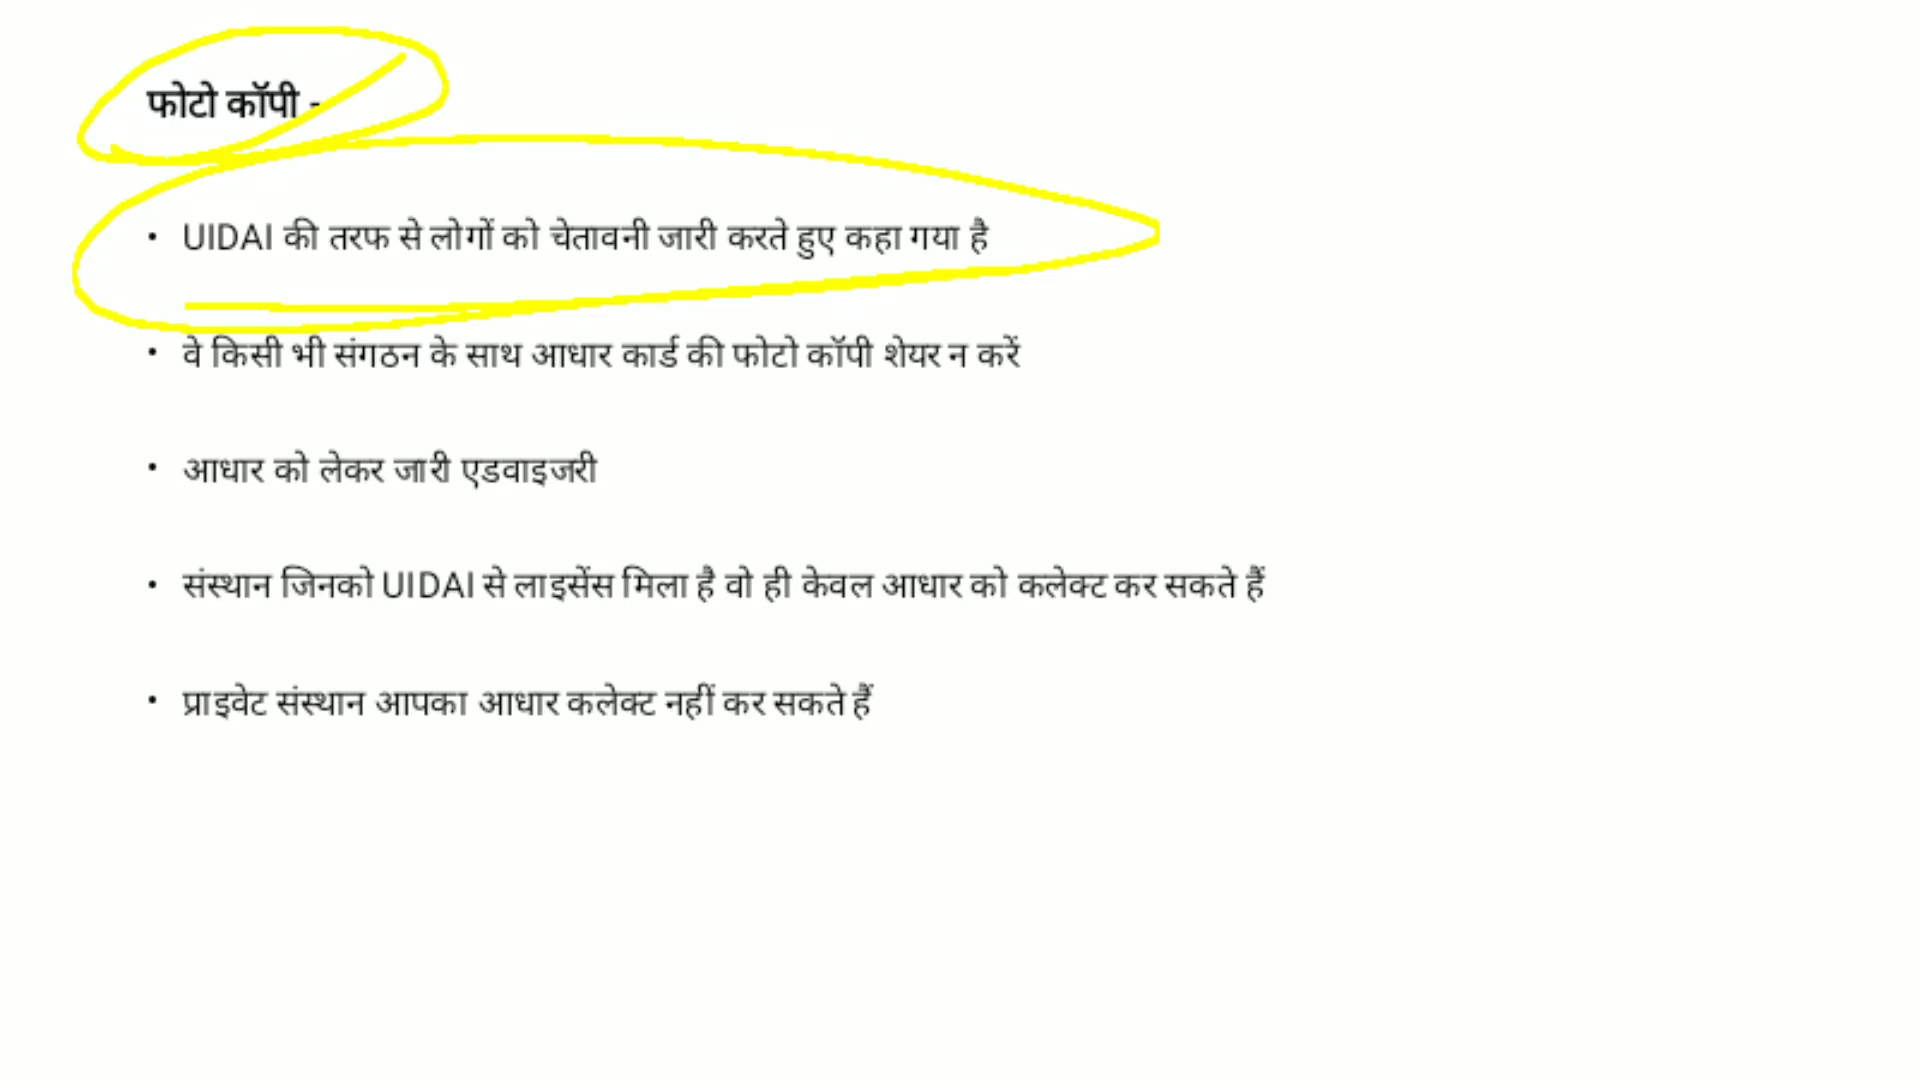 फोटो कॉपी -
• UIDAI की तरफ से लोगों को चेतावनी जारी करते हुए कहा गया है
• वे किसी भी संगठन के साथ आधार कार्ड की फोटो कॉपी शेयर न करें
• आधार को लेकर जारी एडवाइजरी
• संस्थान जिनको UIDAI से लाइसेंस मिला है वो ही केवल आधार को कलेक्ट कर सकते हैं
• प्राइवेट संस्थान आपका आधार कलेक्ट नहीं कर सकते हैं